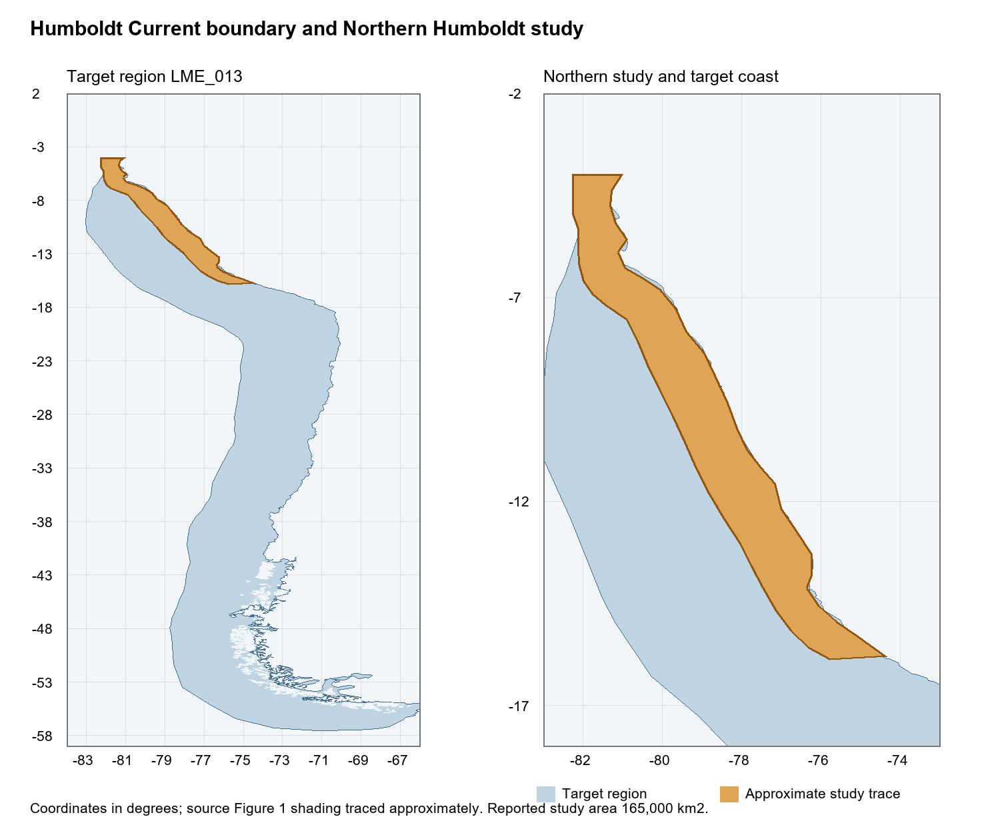 Humboldt Current boundary and Northern Humboldt study
Target region LME_013
2
-3
-8
-13
-18
-23
-28
-33
-38
-43
-48
-53
-58
-83 -81 -79 -77 -75 -73 -71 -69 -67
Northern study and target coast
-2
-7
-12
-17
-82 -80 -78 -76 -74
Target region
Approximate study trace
Coordinates in degrees; source Figure 1 shading traced approximately. Reported study area 165,000 km2.